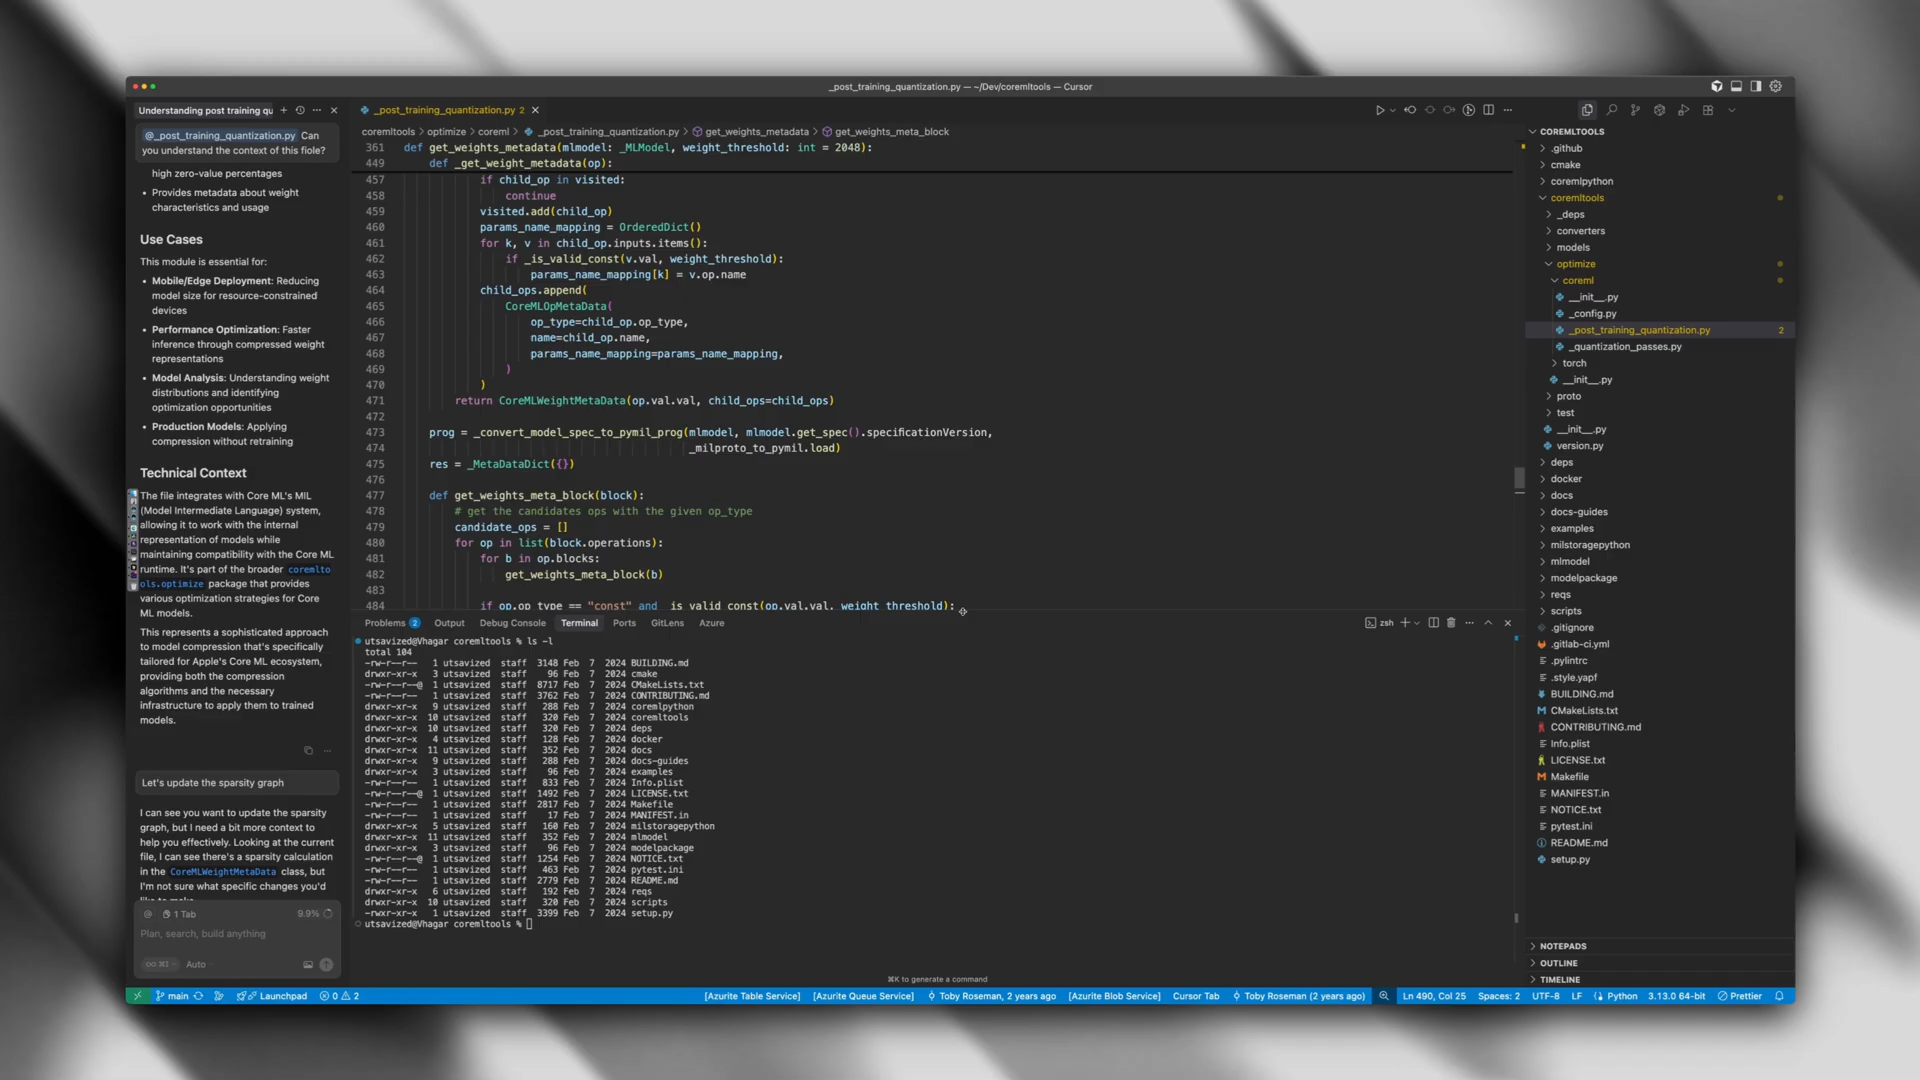 _post_training_quantization.py — ~/Dev/coremltools — Cursor
Understanding post training qu
@_post_training_quantization.py Can
you understand the context of this fiole?
high zero-value percentages
• Provides metadata about weight
characteristics and usage
Use Cases
This module is essential for:
• Mobile/Edge Deployment: Reducing
model size for resource-constrained
devices
• Performance Optimization: Faster
inference through compressed weight
representations
• Model Analysis: Understanding weight
distributions and identifying
optimization opportunities
• Production Models: Applying
compression without retraining
Technical Context
The file integrates with Core ML's MIL
(Model Intermediate Language) system,
allowing it to work with the internal
representation of models while
maintaining compatibility with the Core ML
runtime. It's part of the broader coremlto
ols.optimize package that provides
various optimization strategies for Core
ML models.
This represents a sophisticated approach
to model compression that's specifically
tailored for Apple's Core ML ecosystem,
providing both the compression
algorithms and the necessary
infrastructure to apply them to trained
models.
Let's update the sparsity graph
I can see you want to update the sparsity
graph, but I need a bit more context to
help you effectively. Looking at the current
file, I can see there's a sparsity calculation
in the CoreMLWeightMetaData
class, but
I'm not sure what specific changes you'd
like to make.
@ 1 Tab 9.9%
Plan, search, build anything
∞ ⌘I Auto
_post_training_quantization.py 2
coremltools > optimize > coreml > _post_training_quantization.py > get_weights_metadata > get_weights_meta_block
361 def get_weights_metadata(mlmodel: _MLModel, weight_threshold: int = 2048):
449 def _get_weight_metadata(op):
457 if child_op in visited:
458 continue
459 visited.add(child_op)
460 params_name_mapping = OrderedDict()
461 for k, v in child_op.inputs.items():
462 if _is_valid_const(v.val, weight_threshold):
463 params_name_mapping[k] = v.op.name
464 child_ops.append(
465 CoreMLOpMetaData(
466 op_type=child_op.op_type,
467 name=child_op.name,
468 params_name_mapping=params_name_mapping,
469 )
470 )
471 return CoreMLWeightMetaData(op.val.val, child_ops=child_ops)
472
473 prog = _convert_model_spec_to_pymil_prog(mlmodel, mlmodel.get_spec().specificationVersion,
474 _milproto_to_pymil.load)
475 res = _MetaDataDict({})
476
477 def get_weights_meta_block(block):
478 # get the candidates ops with the given op_type
479 candidate_ops = []
480 for op in list(block.operations):
481 for b in op.blocks:
482 get_weights_meta_block(b)
483
484 if op.op_type == "const" and _is_valid_const(op.val.val, weight_threshold):
Problems 2 Output Debug Console Terminal Ports GitLens Azure
zsh
utsavized@Vhagar coremltools % ls -l
total 104
-rw-r--r-- 1 utsavized staff 3148 Feb 7 2024 BUILDING.md
drwxr-xr-x 3 utsavized staff 96 Feb 7 2024 cmake
-rw-r--r--@ 1 utsavized staff 8717 Feb 7 2024 CMakeLists.txt
-rw-r--r-- 1 utsavized staff 3762 Feb 7 2024 CONTRIBUTING.md
drwxr-xr-x 9 utsavized staff 288 Feb 7 2024 coremlpython
drwxr-xr-x 10 utsavized staff 320 Feb 7 2024 coremltools
drwxr-xr-x 10 utsavized staff 320 Feb 7 2024 deps
drwxr-xr-x 4 utsavized staff 128 Feb 7 2024 docker
drwxr-xr-x 11 utsavized staff 352 Feb 7 2024 docs
drwxr-xr-x 9 utsavized staff 288 Feb 7 2024 docs-guides
drwxr-xr-x 3 utsavized staff 96 Feb 7 2024 examples
-rw-r--r-- 1 utsavized staff 833 Feb 7 2024 Info.plist
-rw-r--r--@ 1 utsavized staff 1492 Feb 7 2024 LICENSE.txt
-rw-r--r-- 1 utsavized staff 2817 Feb 7 2024 Makefile
-rw-r--r-- 1 utsavized staff 17 Feb 7 2024 MANIFEST.in
drwxr-xr-x 5 utsavized staff 160 Feb 7 2024 milstoragepython
drwxr-xr-x 11 utsavized staff 352 Feb 7 2024 mlmodel
drwxr-xr-x 3 utsavized staff 96 Feb 7 2024 modelpackage
-rw-r--r--@ 1 utsavized staff 1254 Feb 7 2024 NOTICE.txt
-rw-r--r-- 1 utsavized staff 463 Feb 7 2024 pytest.ini
-rw-r--r-- 1 utsavized staff 2779 Feb 7 2024 README.md
drwxr-xr-x 6 utsavized staff 192 Feb 7 2024 reqs
drwxr-xr-x 10 utsavized staff 320 Feb 7 2024 scripts
-rw-r--r-- 1 utsavized staff 3399 Feb 7 2024 setup.py
utsavized@Vhagar coremltools %
⌘K to generate a command
COREMLTOOLS
.github
cmake
coremlpython
coremltools
_deps
converters
models
optimize
coreml
__init__.py
_config.py
_post_training_quantization.py 2
_quantization_passes.py
torch
__init__.py
proto
test
__init__.py
version.py
deps
docker
docs
docs-guides
examples
milstoragepython
mlmodel
modelpackage
reqs
scripts
.gitignore
.gitlab-ci.yml
.pylintrc
.style.yapf
BUILDING.md
CMakeLists.txt
CONTRIBUTING.md
Info.plist
LICENSE.txt
Makefile
MANIFEST.in
NOTICE.txt
pytest.ini
README.md
setup.py
NOTEPADS
OUTLINE
TIMELINE
main Launchpad 0 2 [Azurite Table Service] [Azurite Queue Service] Toby Roseman, 2 years ago [Azurite Blob Service] Cursor Tab Toby Roseman (2 years ago) Ln 490, Col 25 Spaces: 2 UTF-8 LF Python 3.13.0 64-bit Prettier